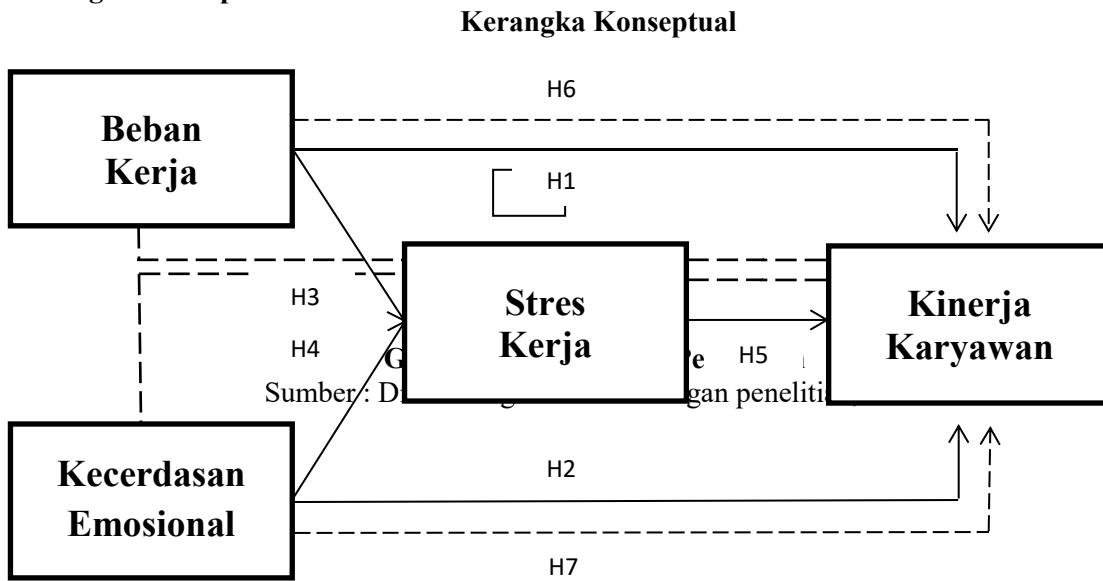 Kerangka Konseptual
H6
Beban
Kerja
H1
H3
Stres
Kerja
Kinerja
Karyawan
H4
H5
Sumber : Di
gan peneliti
Kecerdasan
Emosional
H2
H7